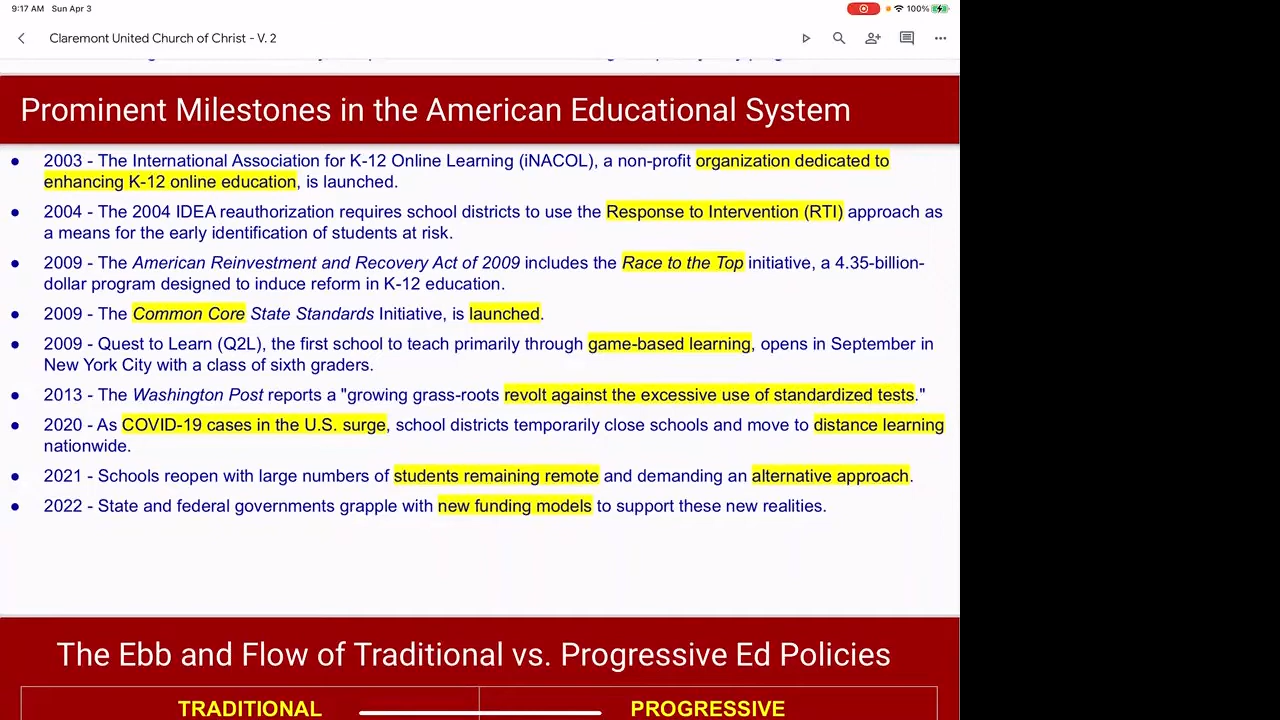 9:17 AM Sun Apr 3
100%
Claremont United Church of Christ - V. 2
Prominent Milestones in the American Educational System
● 2003 - The International Association for K-12 Online Learning (iNACOL), a non-profit organization dedicated to
enhancing K-12 online education, is launched.
● 2004 - The 2004 IDEA reauthorization requires school districts to use the Response to Intervention (RTI) approach as
a means for the early identification of students at risk.
● 2009 - The American Reinvestment and Recovery Act of 2009 includes the Race to the Top initiative, a 4.35-billion-
dollar program designed to induce reform in K-12 education.
● 2009 - The Common Core State Standards Initiative, is launched.
● 2009 - Quest to Learn (Q2L), the first school to teach primarily through game-based learning, opens in September in
New York City with a class of sixth graders.
● 2013 - The Washington Post reports a "growing grass-roots revolt against the excessive use of standardized tests."
● 2020 - As COVID-19 cases in the U.S. surge, school districts temporarily close schools and move to distance learning
nationwide.
● 2021 - Schools reopen with large numbers of students remaining remote and demanding an alternative approach.
● 2022 - State and federal governments grapple with new funding models to support these new realities.
The Ebb and Flow of Traditional vs. Progressive Ed Policies
TRADITIONAL
PROGRESSIVE